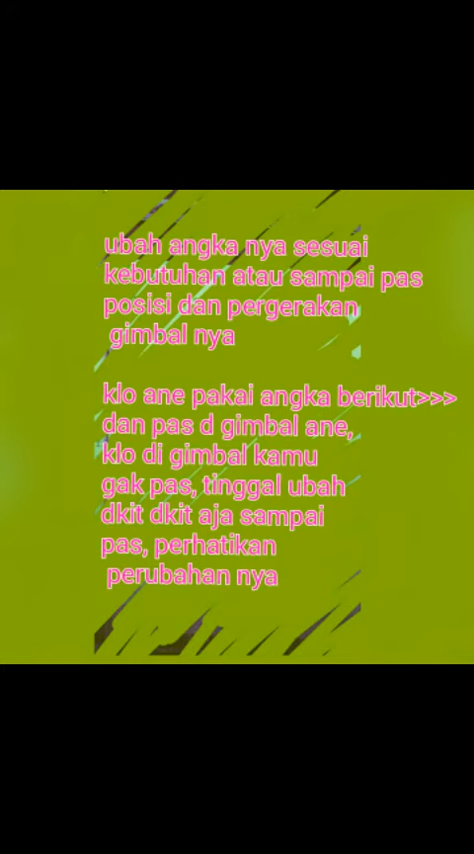 ubah angka nya sesuai
kebutuhan atau sampai pas
posisi dan pergerakan
gimbal nya
klo ane pakai angka berikut>>>
dan pas d gimbal ane,
klo di gimbal kamu
gak pas, tinggal ubah
dkit dkit aja sampai
pas, perhatikan
perubahan nya